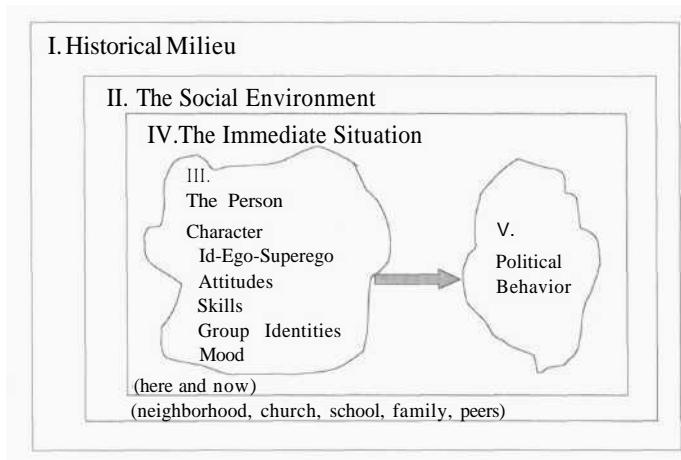 I. Historical Milieu
II. The Social Environment
IV.The Immediate Situation
III.
The Person
Character
Id-Ego-Superego
Attitudes
Skills
Group Identities
Mood
V.
Political
Behavior
(here and now)
(neighborhood, church, school, family, peers)